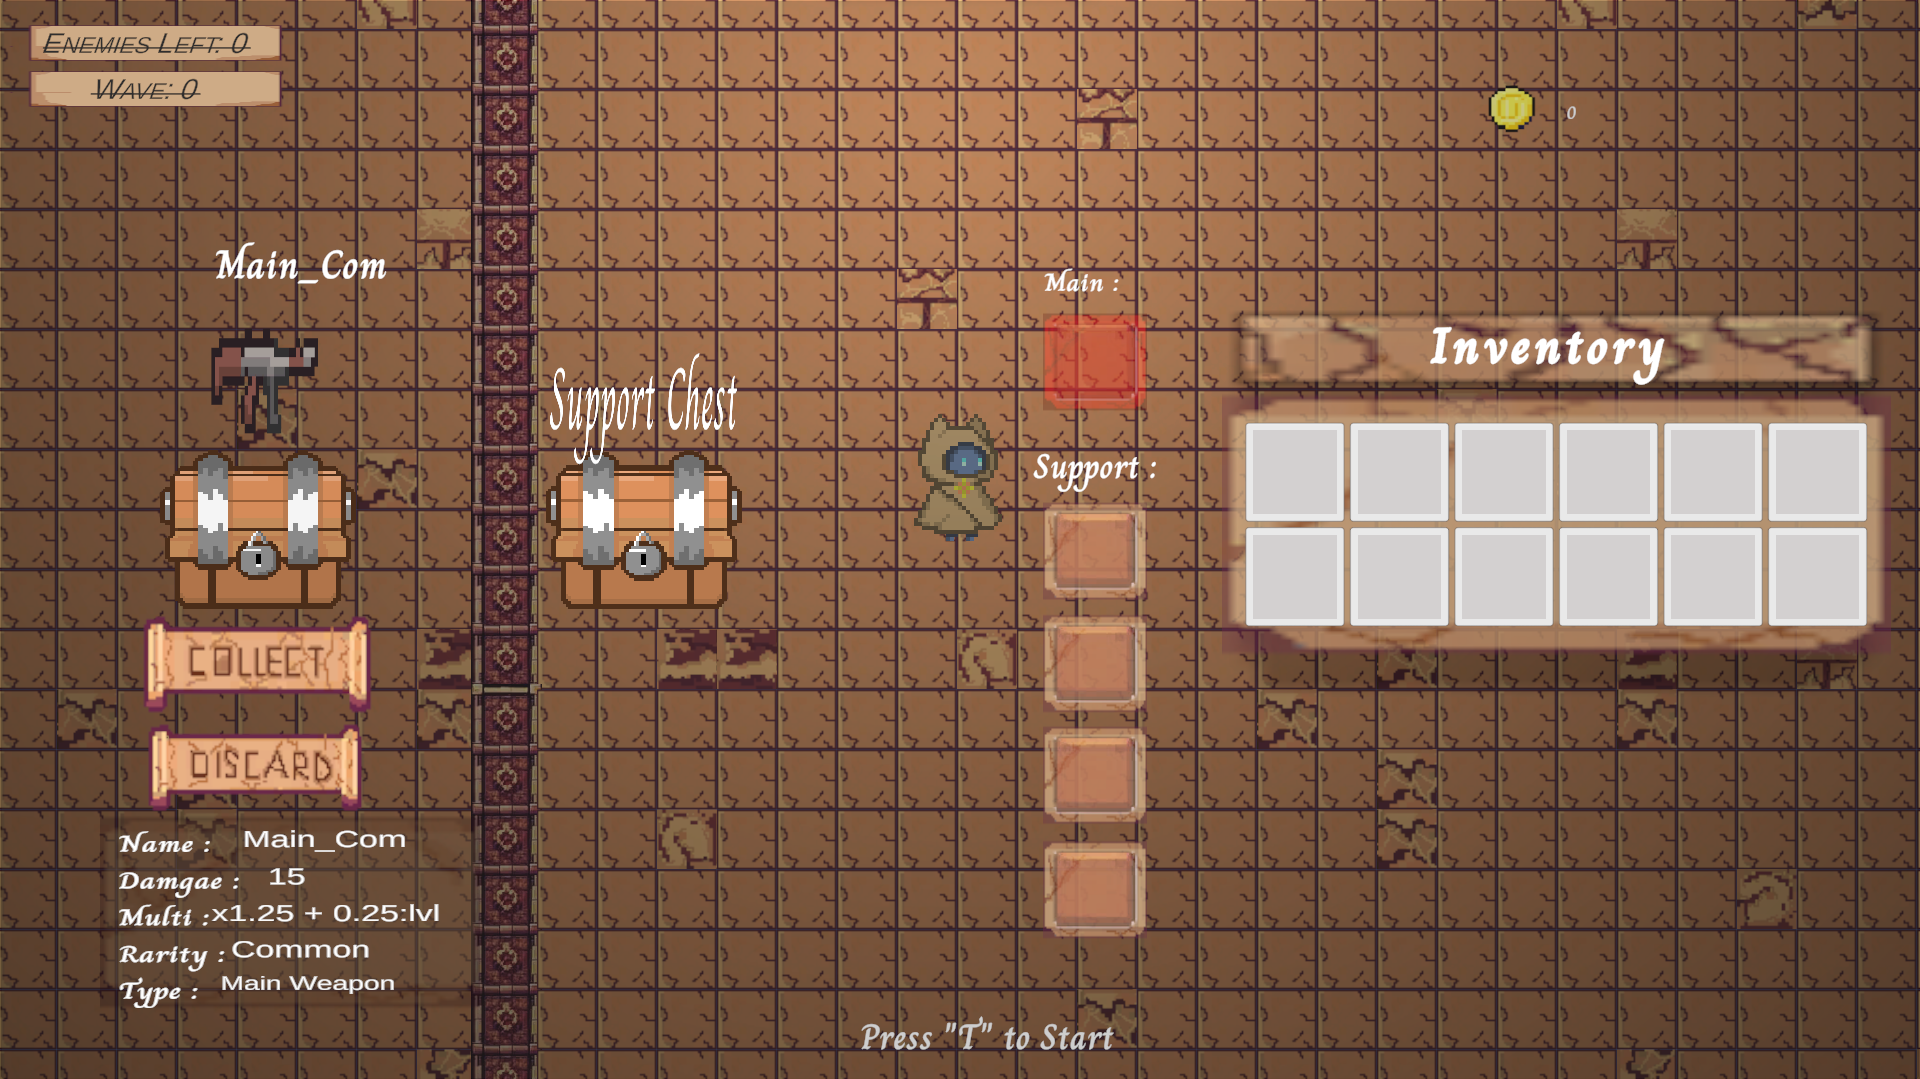 Enemies Left: 0
Wave: 0
0
Main_Com
Main :
Inventory
Support Chest
Support :
COLLECT
DISCARD
Name : Main_Com
Damgae : 15
Multi :x1.25 + 0.25:lvl
Rarity : Common
Type : Main Weapon
Press "T" to Start